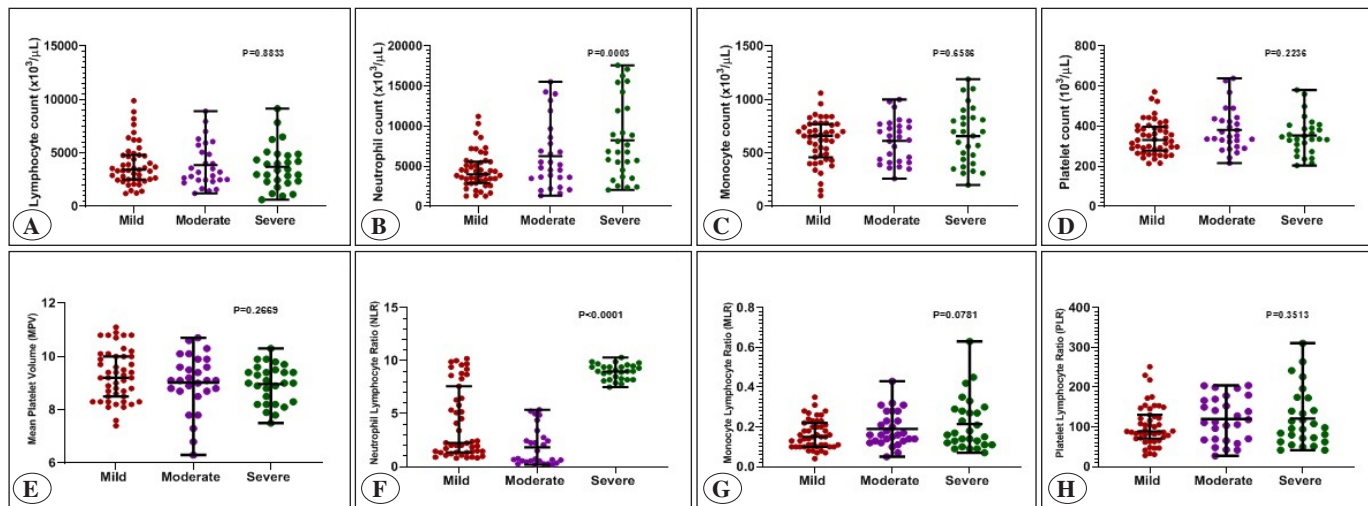 P=0.8833
Lymphocyte count (x10³/µL)
15000
10000
5000
0
Mild Moderate Severe
A
P=0.0003
Neutrophil count (x10³/µL)
20000
15000
10000
5000
0
Mild Moderate Severe
B
P=0.6586
Monocyte count (x10³/µL)
1500
1000
500
0
Mild Moderate Severe
C
P=0.2236
Platelet count (10³/µL)
800
600
400
200
0
Mild Moderate Severe
D
P=0.2669
Mean Platelet Volume (MPV)
12
10
8
6
Mild Moderate Severe
E
P<0.0001
Neutrophil Lymphocyte Ratio (NLR)
15
10
5
0
Mild Moderate Severe
F
P=0.0781
Monocyte Lymphocyte Ratio (MLR)
0.8
0.6
0.4
0.2
0.0
Mild Moderate Severe
G
P=0.3513
Platelet Lymphocyte Ratio (PLR)
400
300
200
100
0
Mild Moderate Severe
H